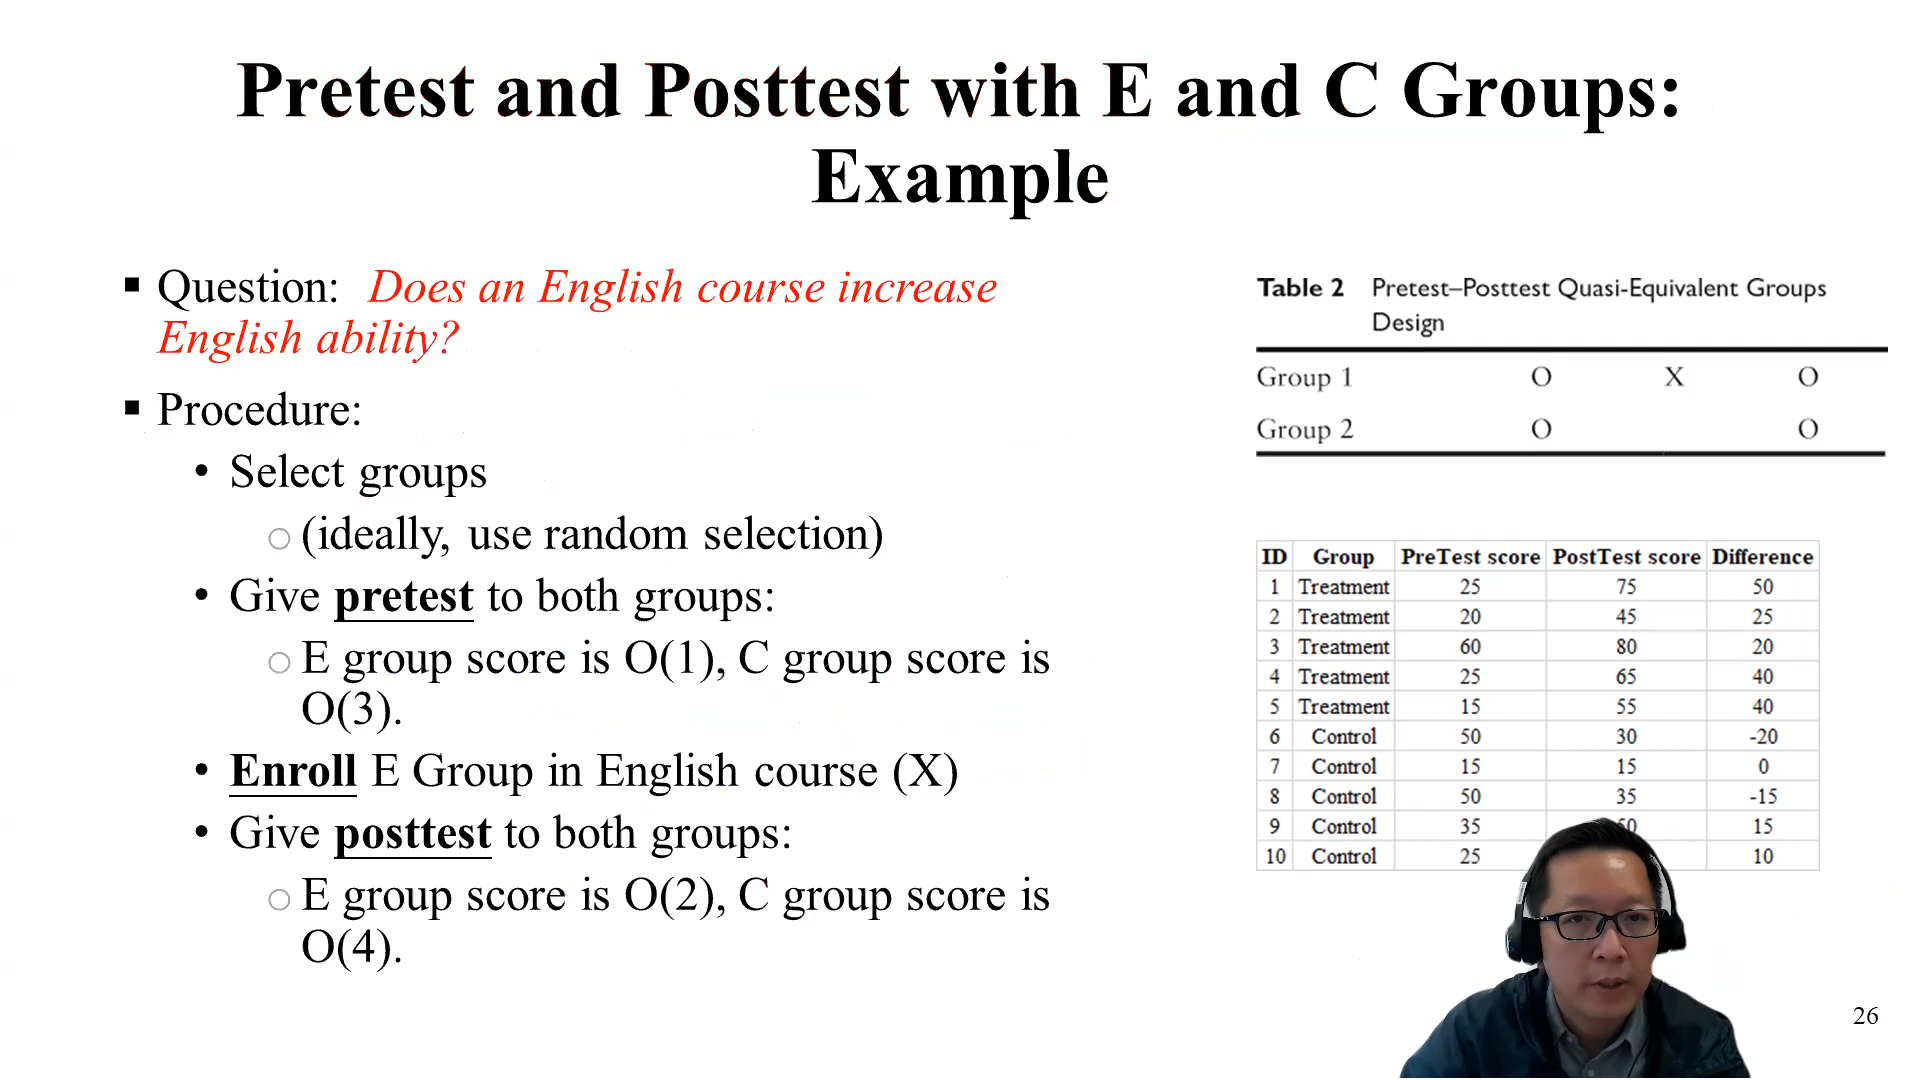 Pretest and Posttest with E and C Groups:
Example
▪ Question: Does an English course increase
English ability?
▪ Procedure:
• Select groups
○ (ideally, use random selection)
• Give pretest to both groups:
○ E group score is O(1), C group score is
O(3).
• Enroll E Group in English course (X)
• Give posttest to both groups:
○ E group score is O(2), C group score is
O(4).
Table 2 Pretest–Posttest Quasi-Equivalent Groups
Design
Group 1 O X O
Group 2 O O
ID Group PreTest score PostTest score Difference
1 Treatment 25 75 50
2 Treatment 20 45 25
3 Treatment 60 80 20
4 Treatment 25 65 40
5 Treatment 15 55 40
6 Control 50 30 -20
7 Control 15 15 0
8 Control 50 35 -15
9 Control 35 15
10 Control 25 10
26